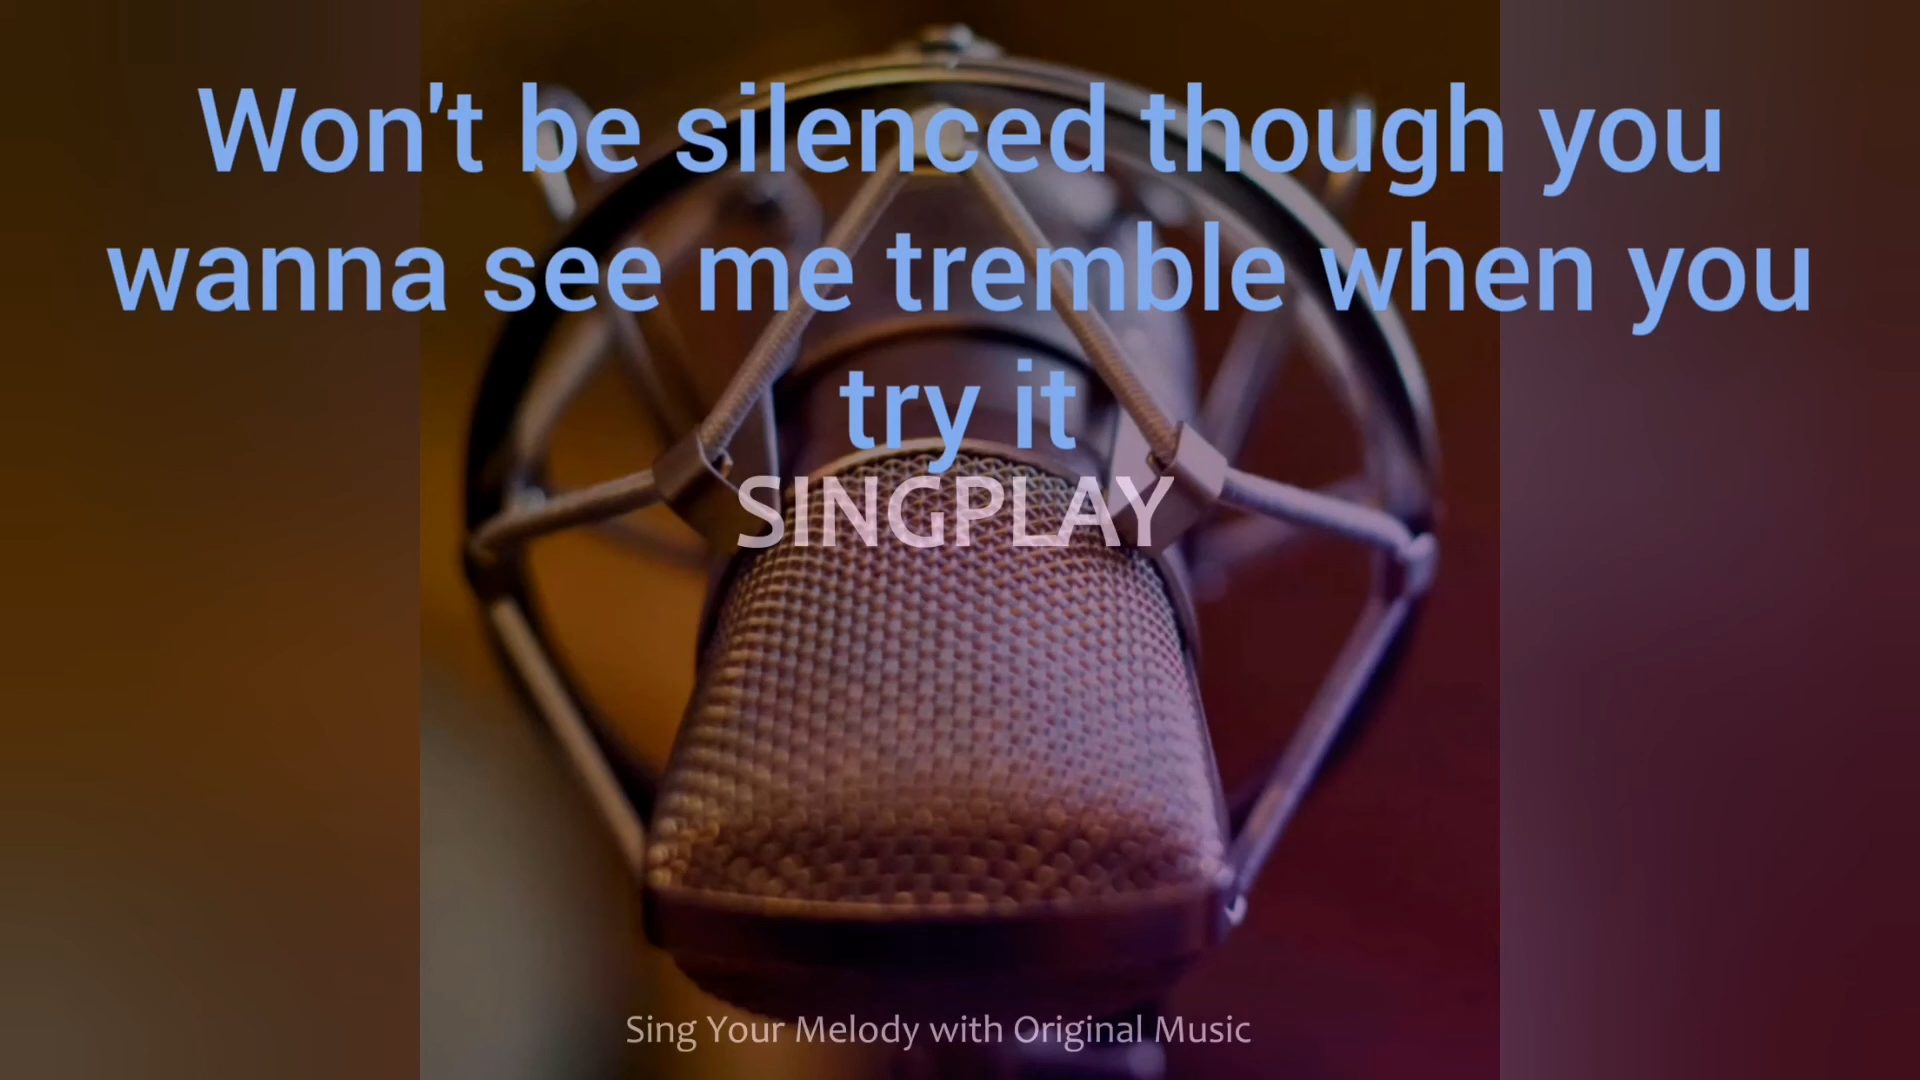 Won't be silenced though you
wanna see me tremble when you
try it
SINGPLAY
Sing Your Melody with Original Music